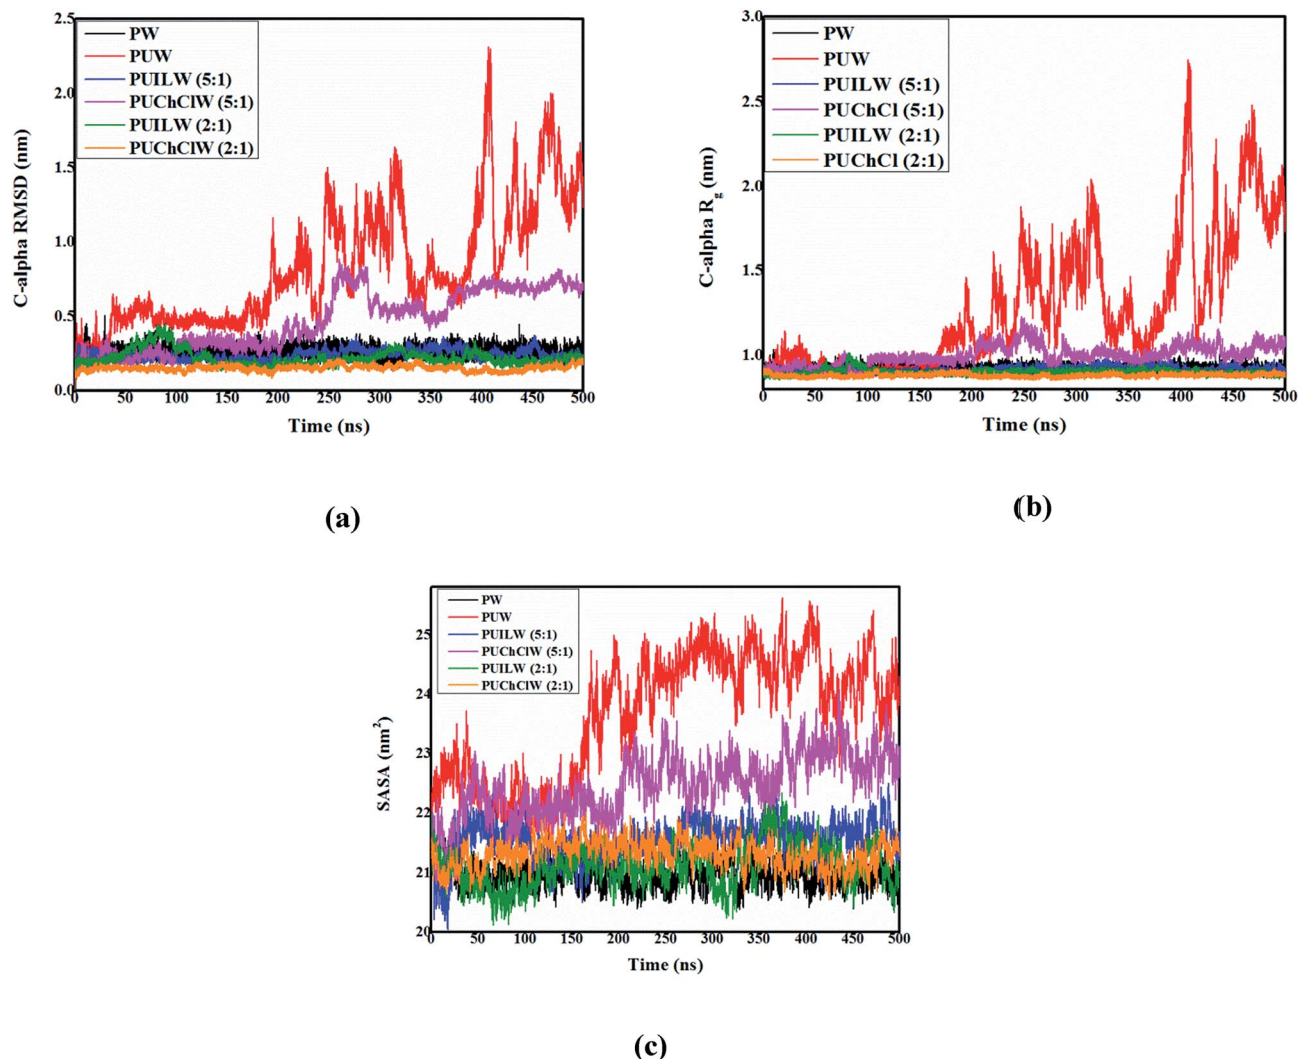 2.5
2.0
1.5
1.0
0.5
0.0
C-alpha RMSD (nm)
PW
PUW
PUILW (5:1)
PUChClW (5:1)
PUILW (2:1)
PUChClW (2:1)
0 50 100 150 200 250 300 350 400 450 500
Time (ns)
(a)
3.0
2.5
2.0
1.5
1.0
C-alpha Rg (nm)
PW
PUW
PUILW (5:1)
PUChCl (5:1)
PUILW (2:1)
PUChCl (2:1)
0 50 100 150 200 250 300 350 400 450 500
Time (ns)
(b)
25
24
23
22
21
20
SASA (nm²)
PW
PUW
PUILW (5:1)
PUChClW (5:1)
PUILW (2:1)
PUChClW (2:1)
0 50 100 150 200 250 300 350 400 450 500
Time (ns)
(c)